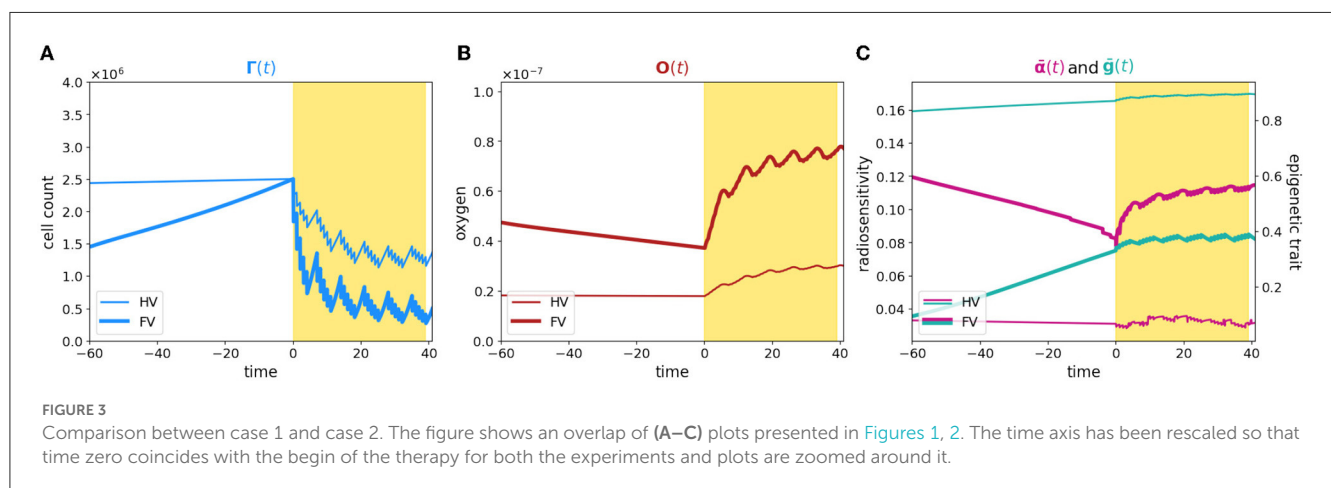 A
Γ(t)
×10⁶
4.0
3.5
3.0
2.5
2.0
1.5
1.0
0.5
0.0
cell count
HV
FV
−60
−40
−20
0
20
40
time
B
O(t)
×10⁻⁷
1.0
0.8
0.6
0.4
0.2
0.0
oxygen
HV
FV
−60
−40
−20
0
20
40
time
C
ᾱ(t) and ḡ(t)
0.16
0.14
0.12
0.10
0.08
0.06
0.04
radiosensitivity
0.8
0.6
0.4
0.2
epigenetic trait
HV
FV
−60
−40
−20
0
20
40
time
FIGURE 3
Comparison between case 1 and case 2. The figure shows an overlap of (A–C) plots presented in Figures 1, 2. The time axis has been rescaled so that
time zero coincides with the begin of the therapy for both the experiments and plots are zoomed around it.